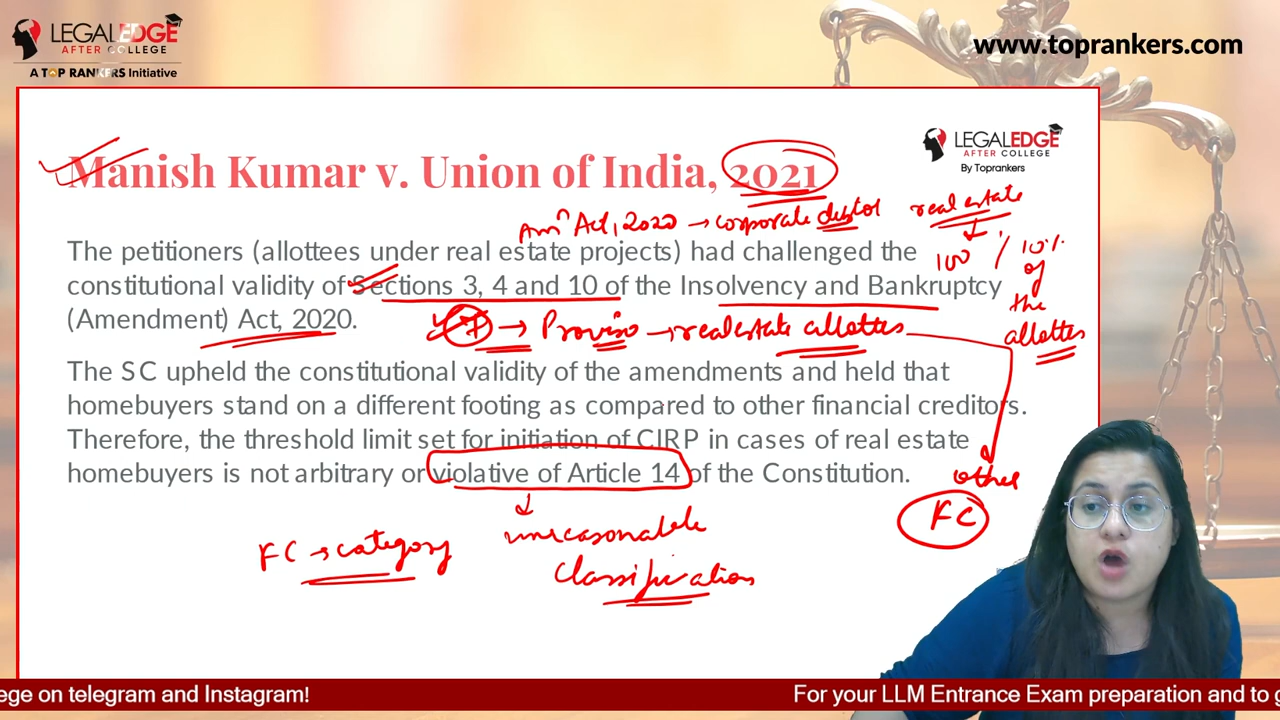 LEGALEDGE
AFTER COLLEGE
A TOP RANKERS Initiative
www.toprankers.com
LEGALEDGE
AFTER COLLEGE
By Toprankers
Manish Kumar v. Union of India, 2021
Act, 2020 → corporate debtor
real estate
100 / 10% of the allottes
The petitioners (allottees under real estate projects) had challenged the
constitutional validity of Sections 3, 4 and 10 of the Insolvency and Bankruptcy
(Amendment) Act, 2020.
7 → Proviso → real estate allottes
The SC upheld the constitutional validity of the amendments and held that
homebuyers stand on a different footing as compared to other financial creditors.
Therefore, the threshold limit set for initiation of CIRP in cases of real estate
homebuyers is not arbitrary or violative of Article 14 of the Constitution.
other
FC
FC → category
unreasonable
classification
ege on telegram and Instagram!
For your LLM Entrance Exam preparation and to g